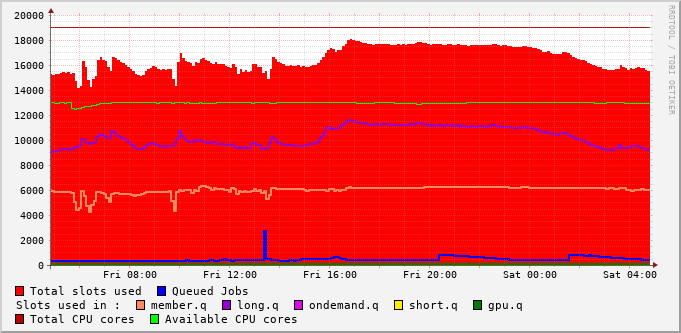 20000
18000
16000
14000
12000
10000
8000
6000
4000
2000
0
Fri 08:00 Fri 12:00 Fri 16:00 Fri 20:00 Sat 00:00 Sat 04:00
Total slots used Queued Jobs
Slots used in : member.q long.q ondemand.q short.q gpu.q
Total CPU cores Available CPU cores
RRDTOOL / TOBI OETIKER